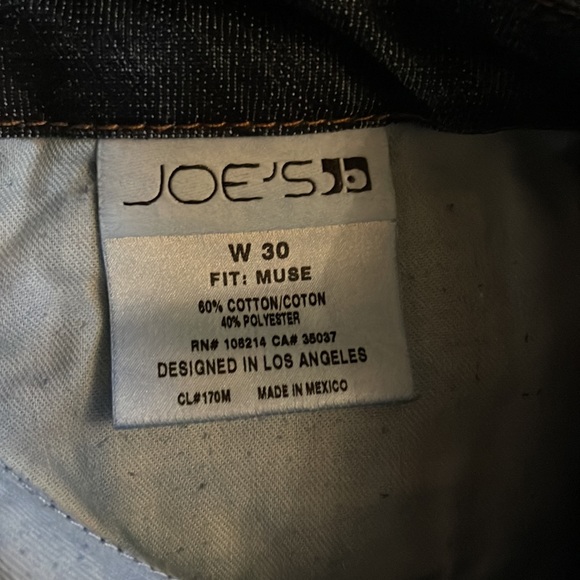 JOE'S
W 30
FIT: MUSE
60% COTTON/COTON
40% POLYESTER
RN# 106214 CA# 35037
DESIGNED IN LOS ANGELES
CL#170M MADE IN MEXICO